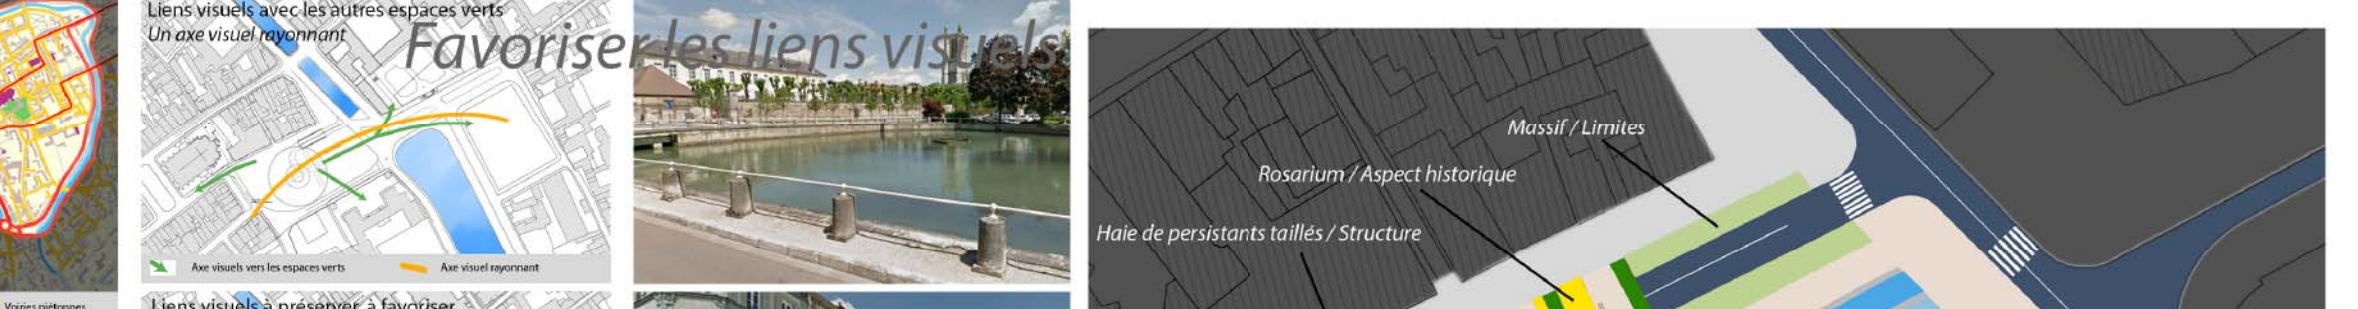 Liens visuels avec les autres espaces verts
Un axe visuel rayonnant
Favoriser les liens visuels
Axe visuels vers les espaces verts
Axe visuel rayonnant
Voiries piétonnes
Liens visuels à préserver, à favoriser
Massif / Limites
Rosarium / Aspect historique
Haie de persistants taillés / Structure